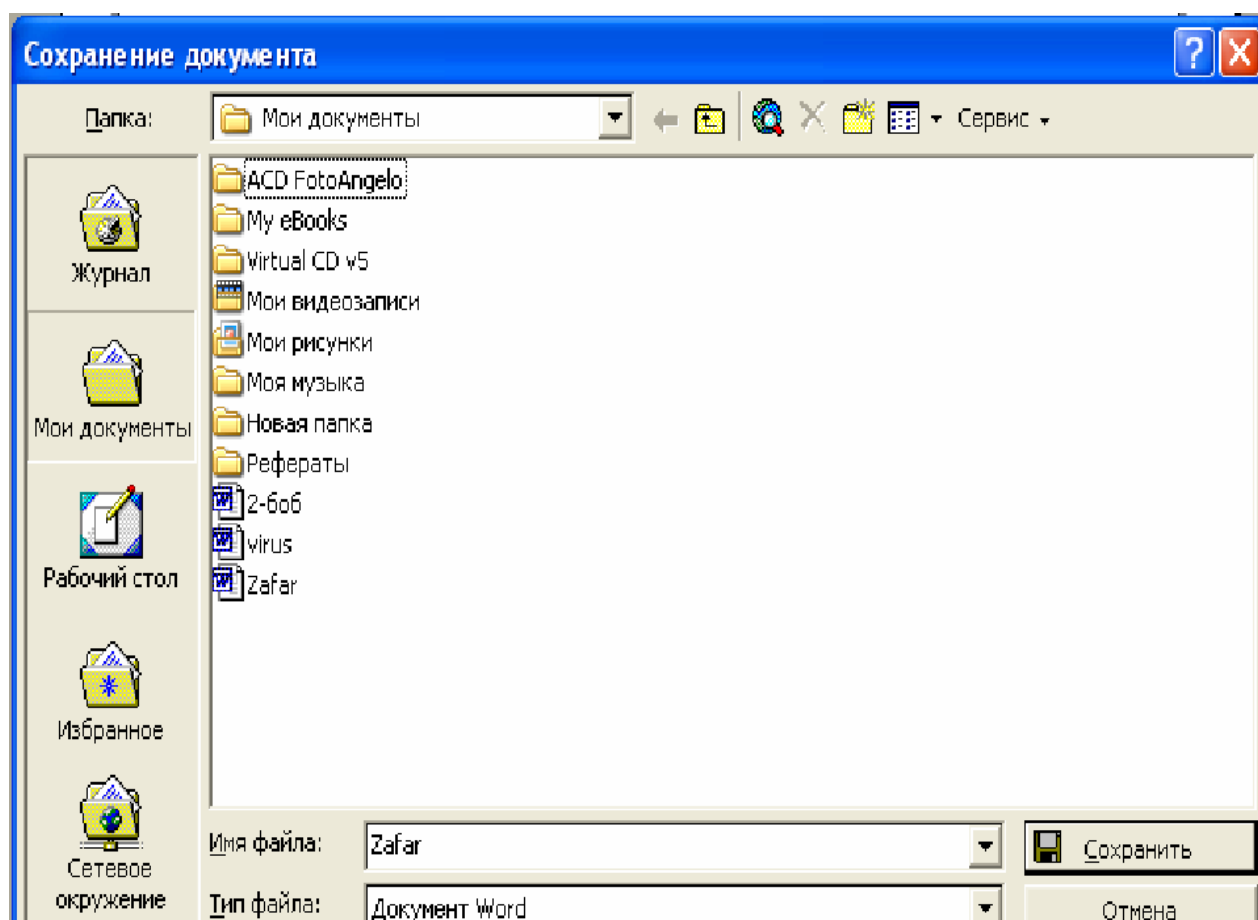 Сохранение документа
Папка:
Мои документы
Сервис
Журнал
Мои документы
Рабочий стол
Избранное
Сетевое
окружение
ACD FotoAngelo
My eBooks
Virtual CD v5
Мои видеозаписи
Мои рисунки
Моя музыка
Новая папка
Рефераты
2-боб
virus
Zafar
Имя файла:
Zafar
Сохранить
Тип файла:
Документ Word
Отмена